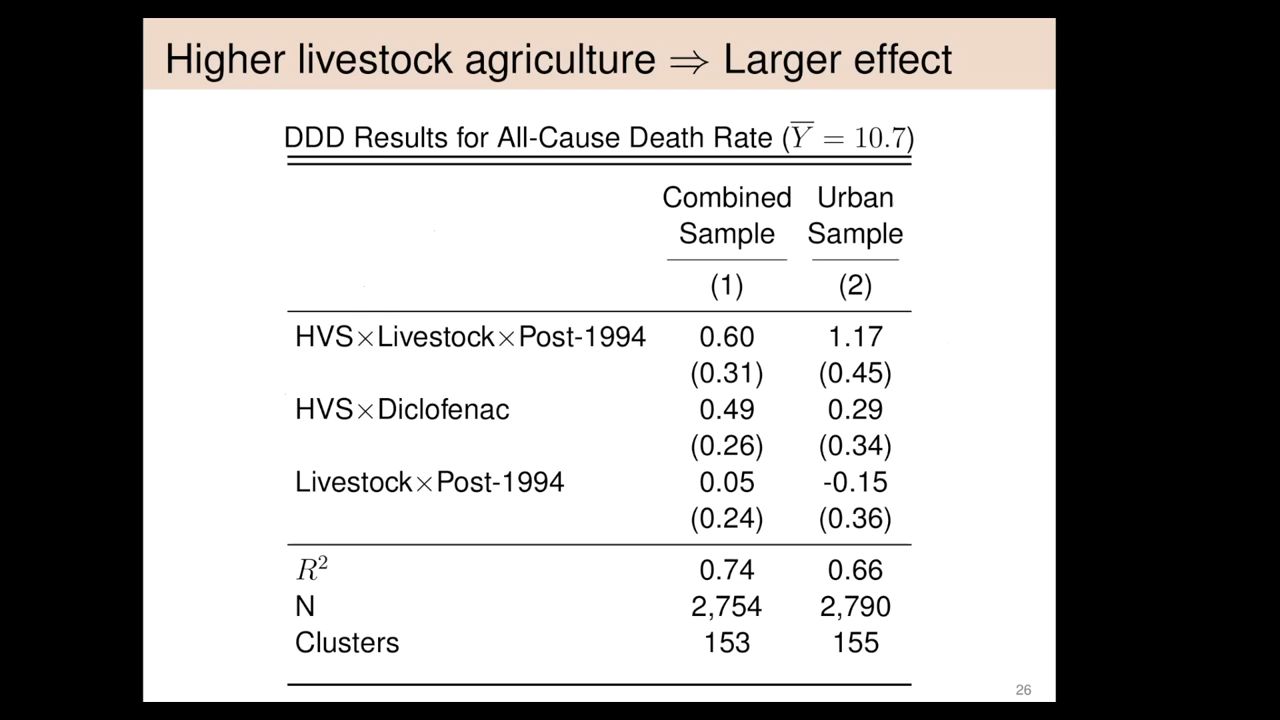 Higher livestock agriculture ⇒ Larger effect
DDD Results for All-Cause Death Rate (Y̅ = 10.7)
Combined Urban
Sample Sample
(1) (2)
HVS×Livestock×Post-1994 0.60 1.17
(0.31) (0.45)
HVS×Diclofenac 0.49 0.29
(0.26) (0.34)
Livestock×Post-1994 0.05 -0.15
(0.24) (0.36)
R² 0.74 0.66
N 2,754 2,790
Clusters 153 155
26